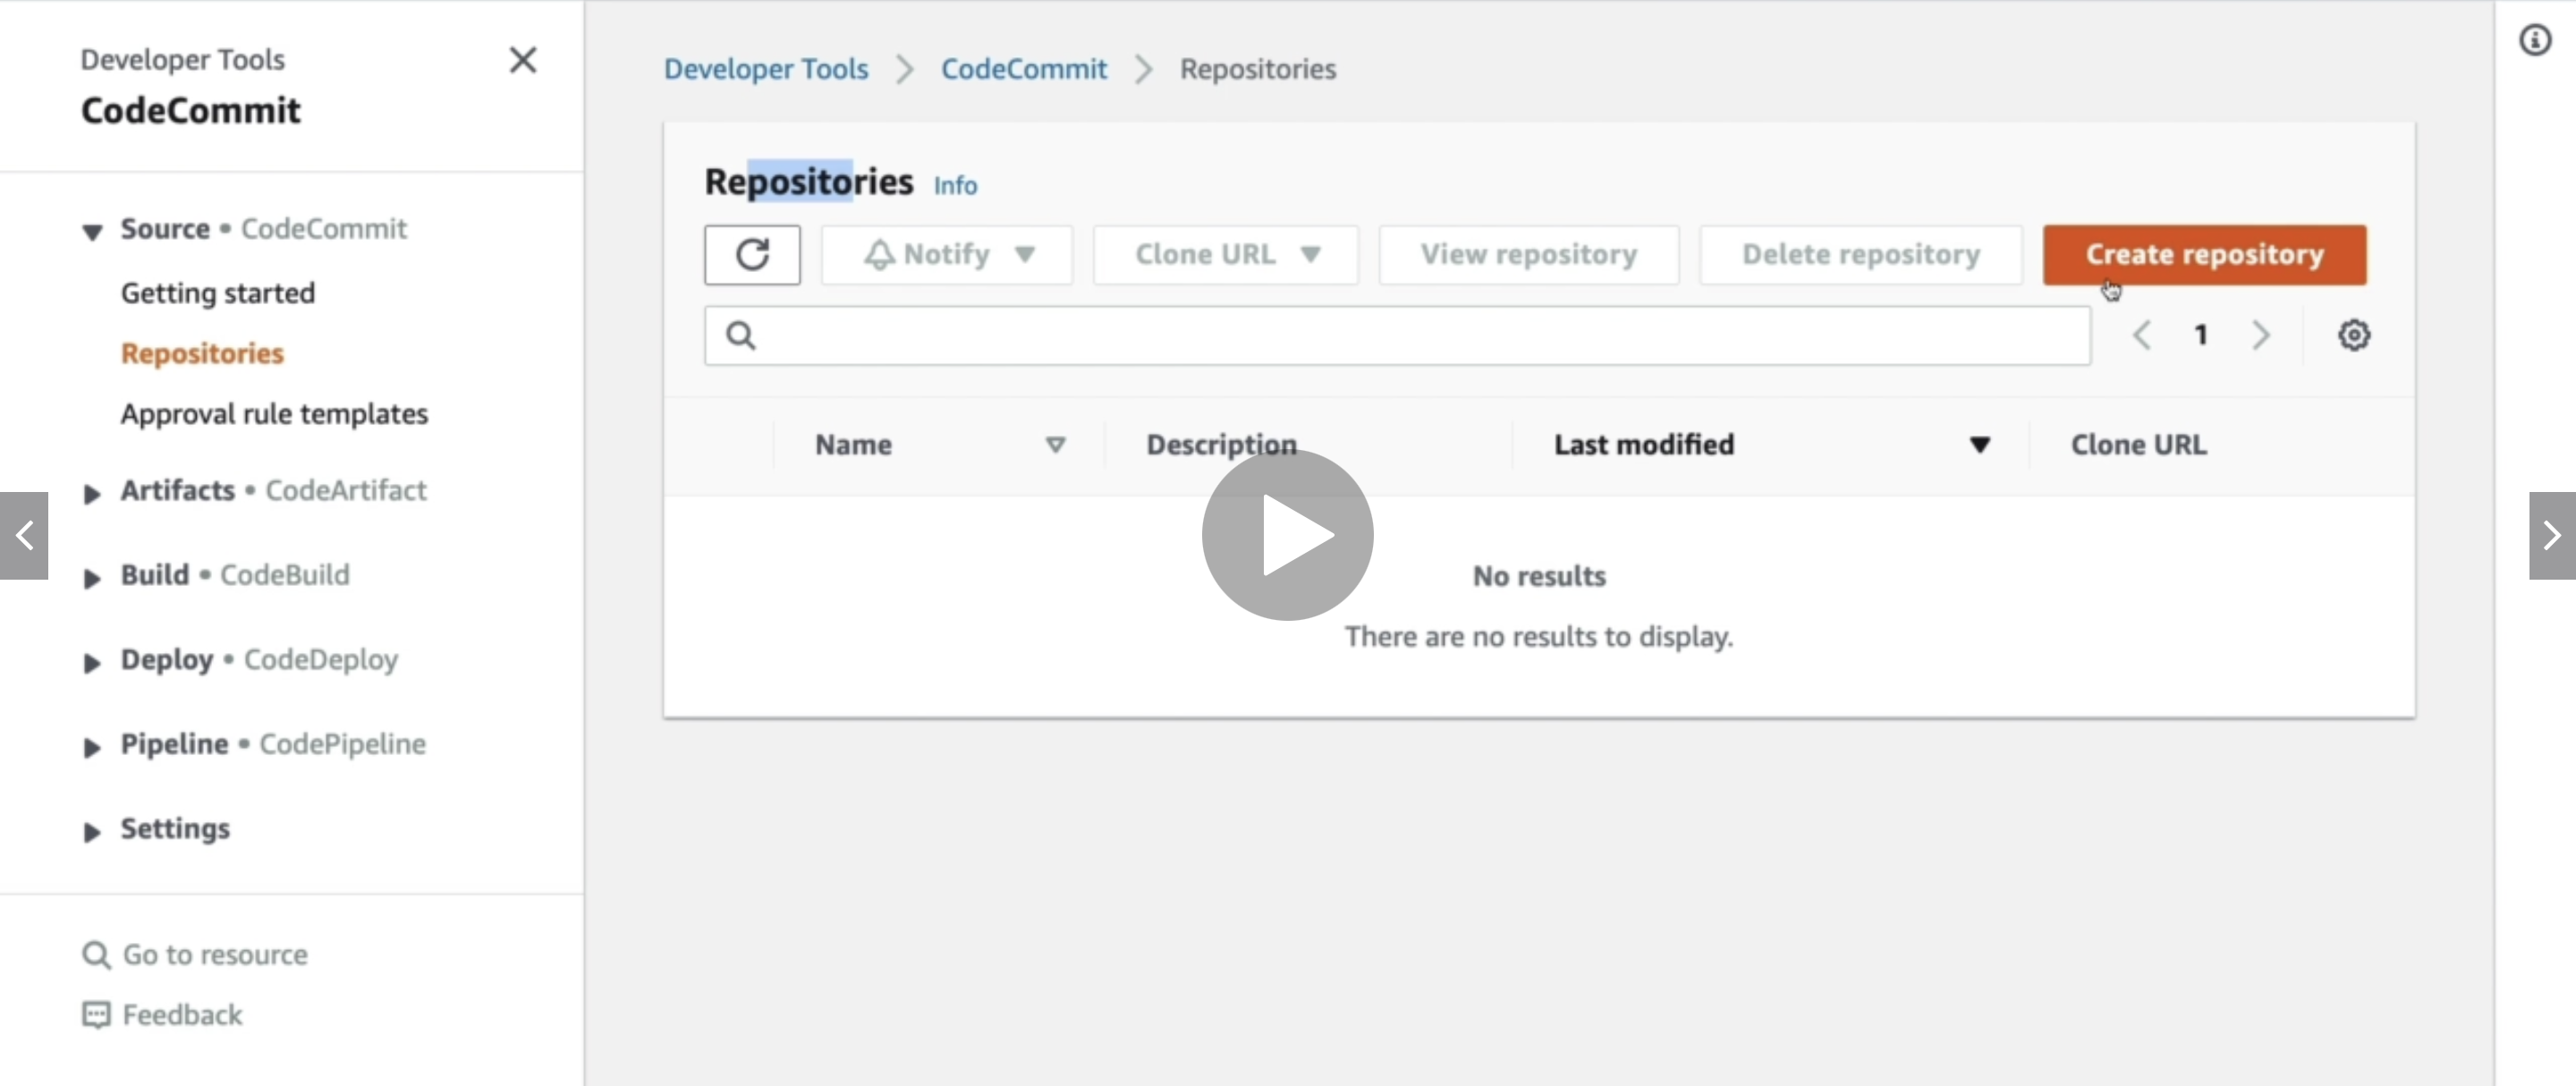 Developer Tools
CodeCommit
Source • CodeCommit
Getting started
Repositories
Approval rule templates
Artifacts • CodeArtifact
Build • CodeBuild
Deploy • CodeDeploy
Pipeline • CodePipeline
Settings
Go to resource
Feedback
Developer Tools > CodeCommit > Repositories
Repositories Info
Notify Clone URL View repository Delete repository Create repository
1
Name Description Last modified Clone URL
No results
There are no results to display.